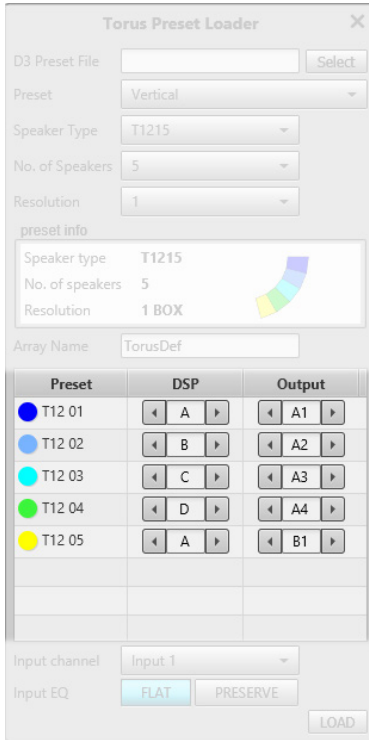 Torus Preset Loader ×
D3 Preset File Select
Preset Vertical
Speaker Type T1215
No. of Speakers 5
Resolution 1
preset info
Speaker type T1215
No. of speakers 5
Resolution 1 BOX
Array Name TorusDef
Preset DSP Output
T12 01 A A1
T12 02 B A2
T12 03 C A3
T12 04 D A4
T12 05 A B1
Input channel Input 1
Input EQ FLAT PRESERVE
LOAD